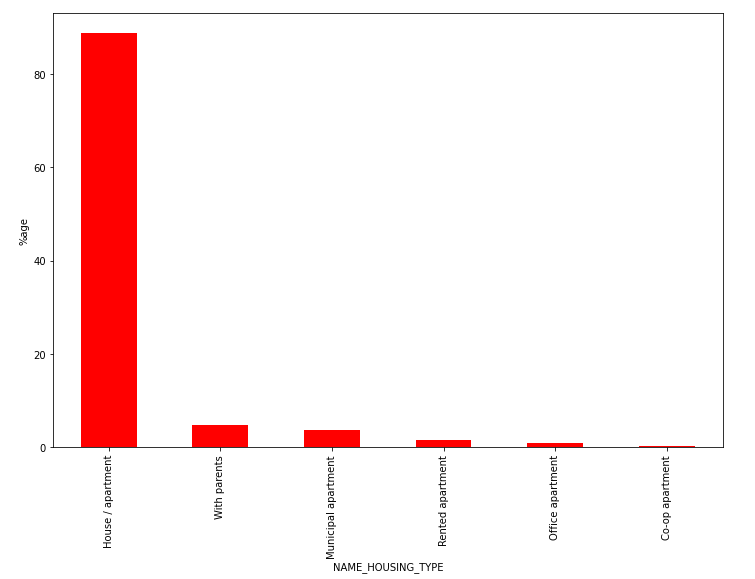 80
60
40
20
0
%age
House / apartment
With parents
Municipal apartment
Rented apartment
Office apartment
Co-op apartment
NAME_HOUSING_TYPE